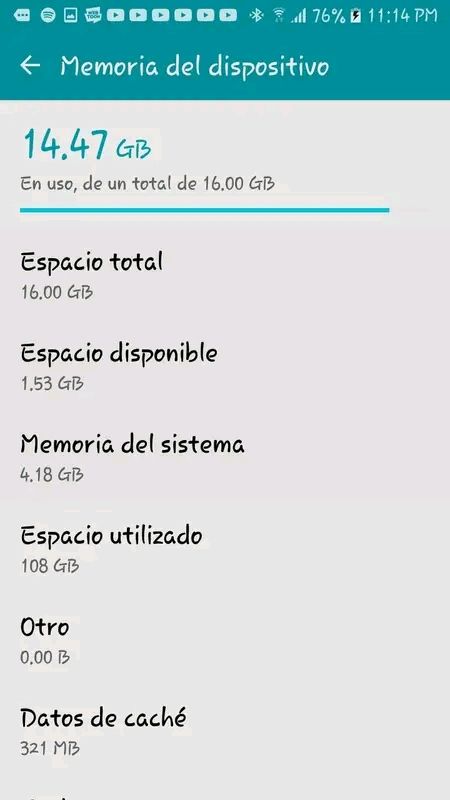 76% 11:14 PM
Memoria del dispositivo
14.47 GB
En uso, de un total de 16.00 GB
Espacio total
16.00 GB
Espacio disponible
1.53 GB
Memoria del sistema
4.18 GB
Espacio utilizado
108 GB
Otro
0.00 B
Datos de caché
321 MB